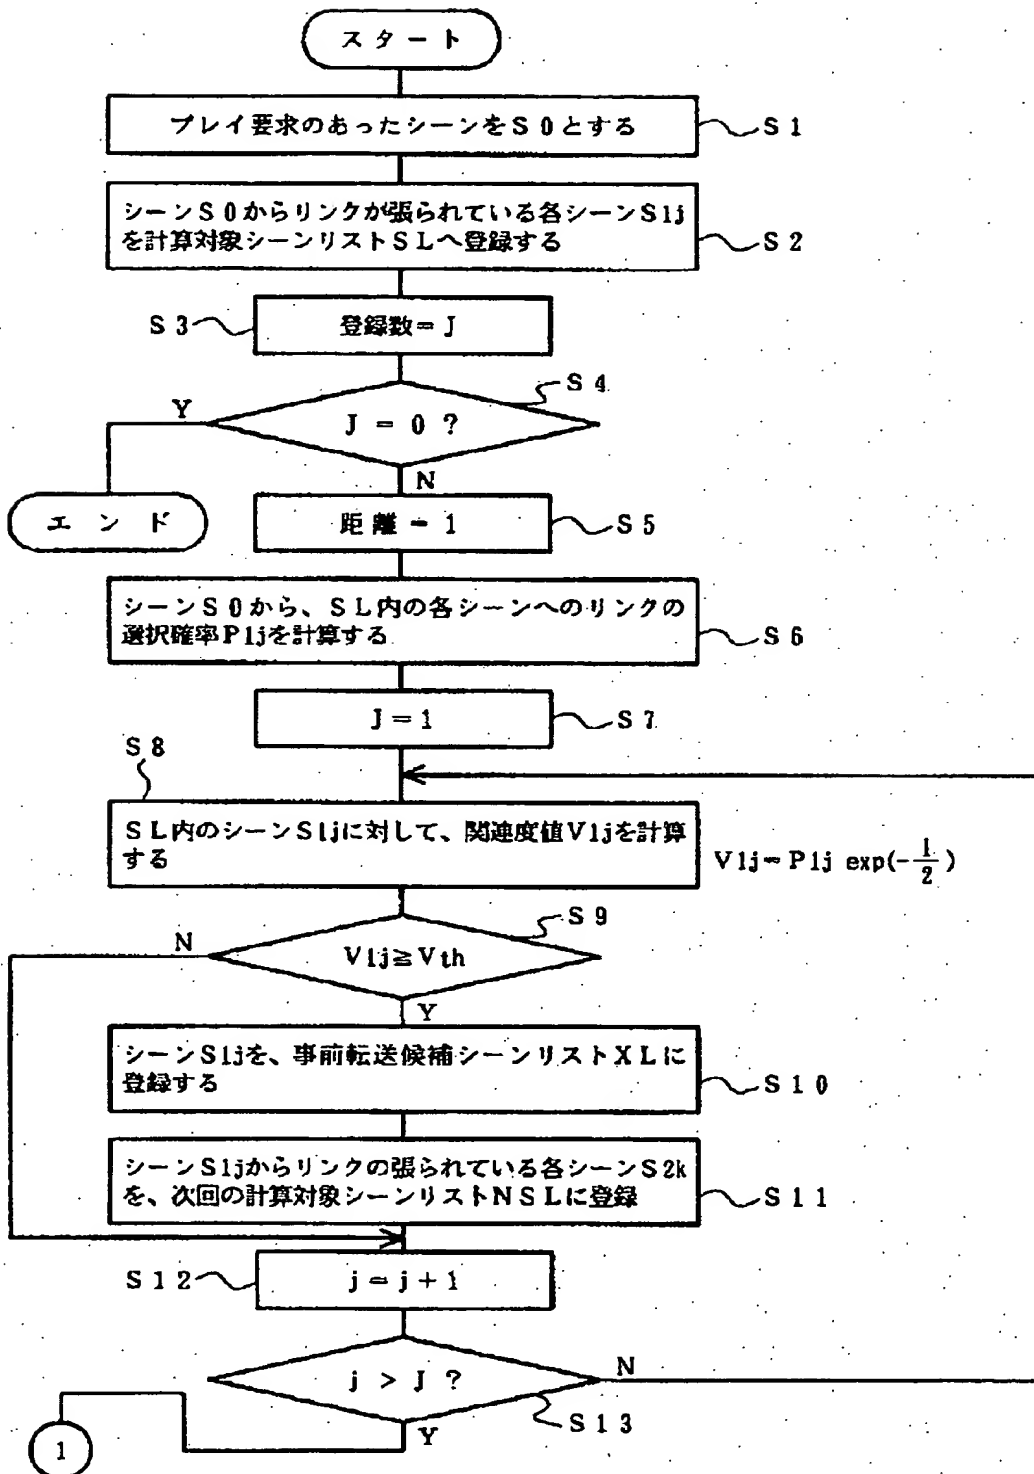 スタート
プレイ要求のあったシーンをS0とする
S1
シーンS0からリンクが張られている各シーンS1j
を計算対象シーンリストSLへ登録する
S2
S3
登録数=J
S4
Y
J = 0 ?
N
エンド
距離=1
S5
シーンS0から、SL内の各シーンへのリンクの
選択確率P1jを計算する
S6
J=1
S7
S8
SL内のシーンS1jに対して、関連度値V1jを計算
する
V1j=P1j exp(-1/2)
S9
N
V1j≧Vth
Y
シーンS1jを、事前転送候補シーンリストXLに
登録する
S10
シーンS1jからリンクの張られている各シーンS2k
を、次回の計算対象シーンリストNSLに登録
S11
S12
j=j+1
j > J ?
N
S13
Y
1